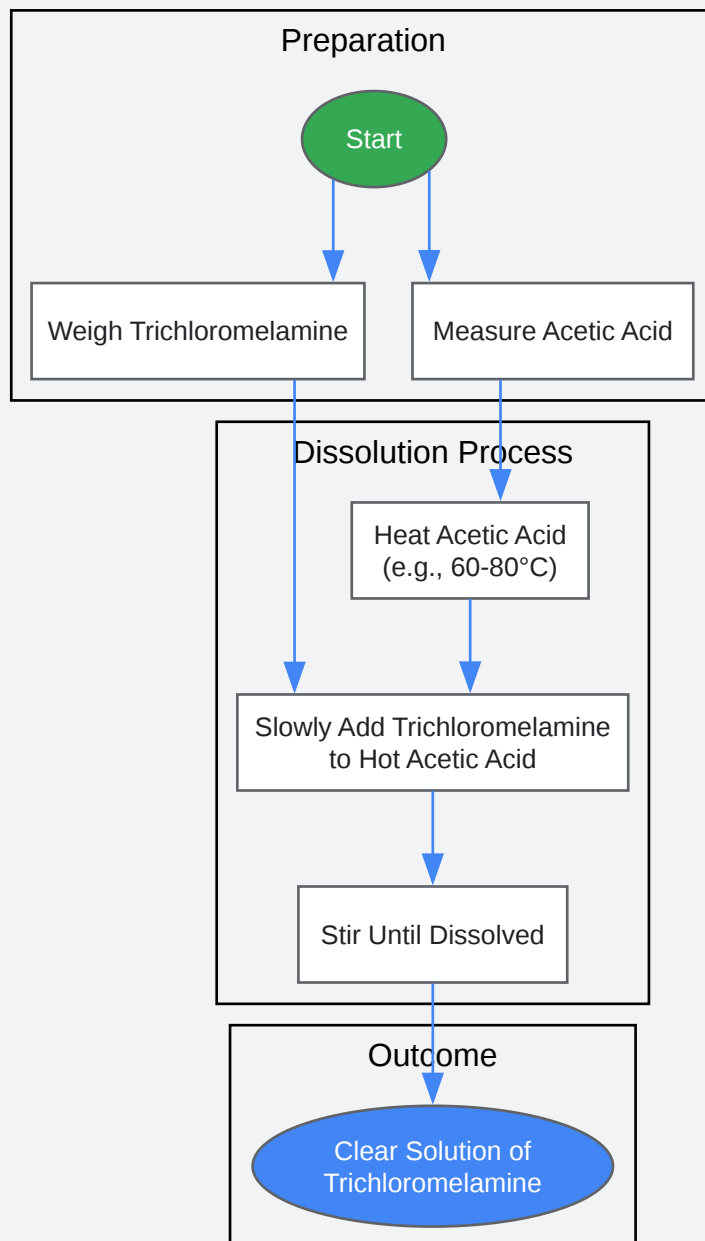 Preparation
Start
Weigh Trichloromelamine
Measure Acetic Acid
Dissolution Process
Heat Acetic Acid
(e.g., 60-80°C)
Slowly Add Trichloromelamine
to Hot Acetic Acid
Stir Until Dissolved
Outcome
Clear Solution of
Trichloromelamine